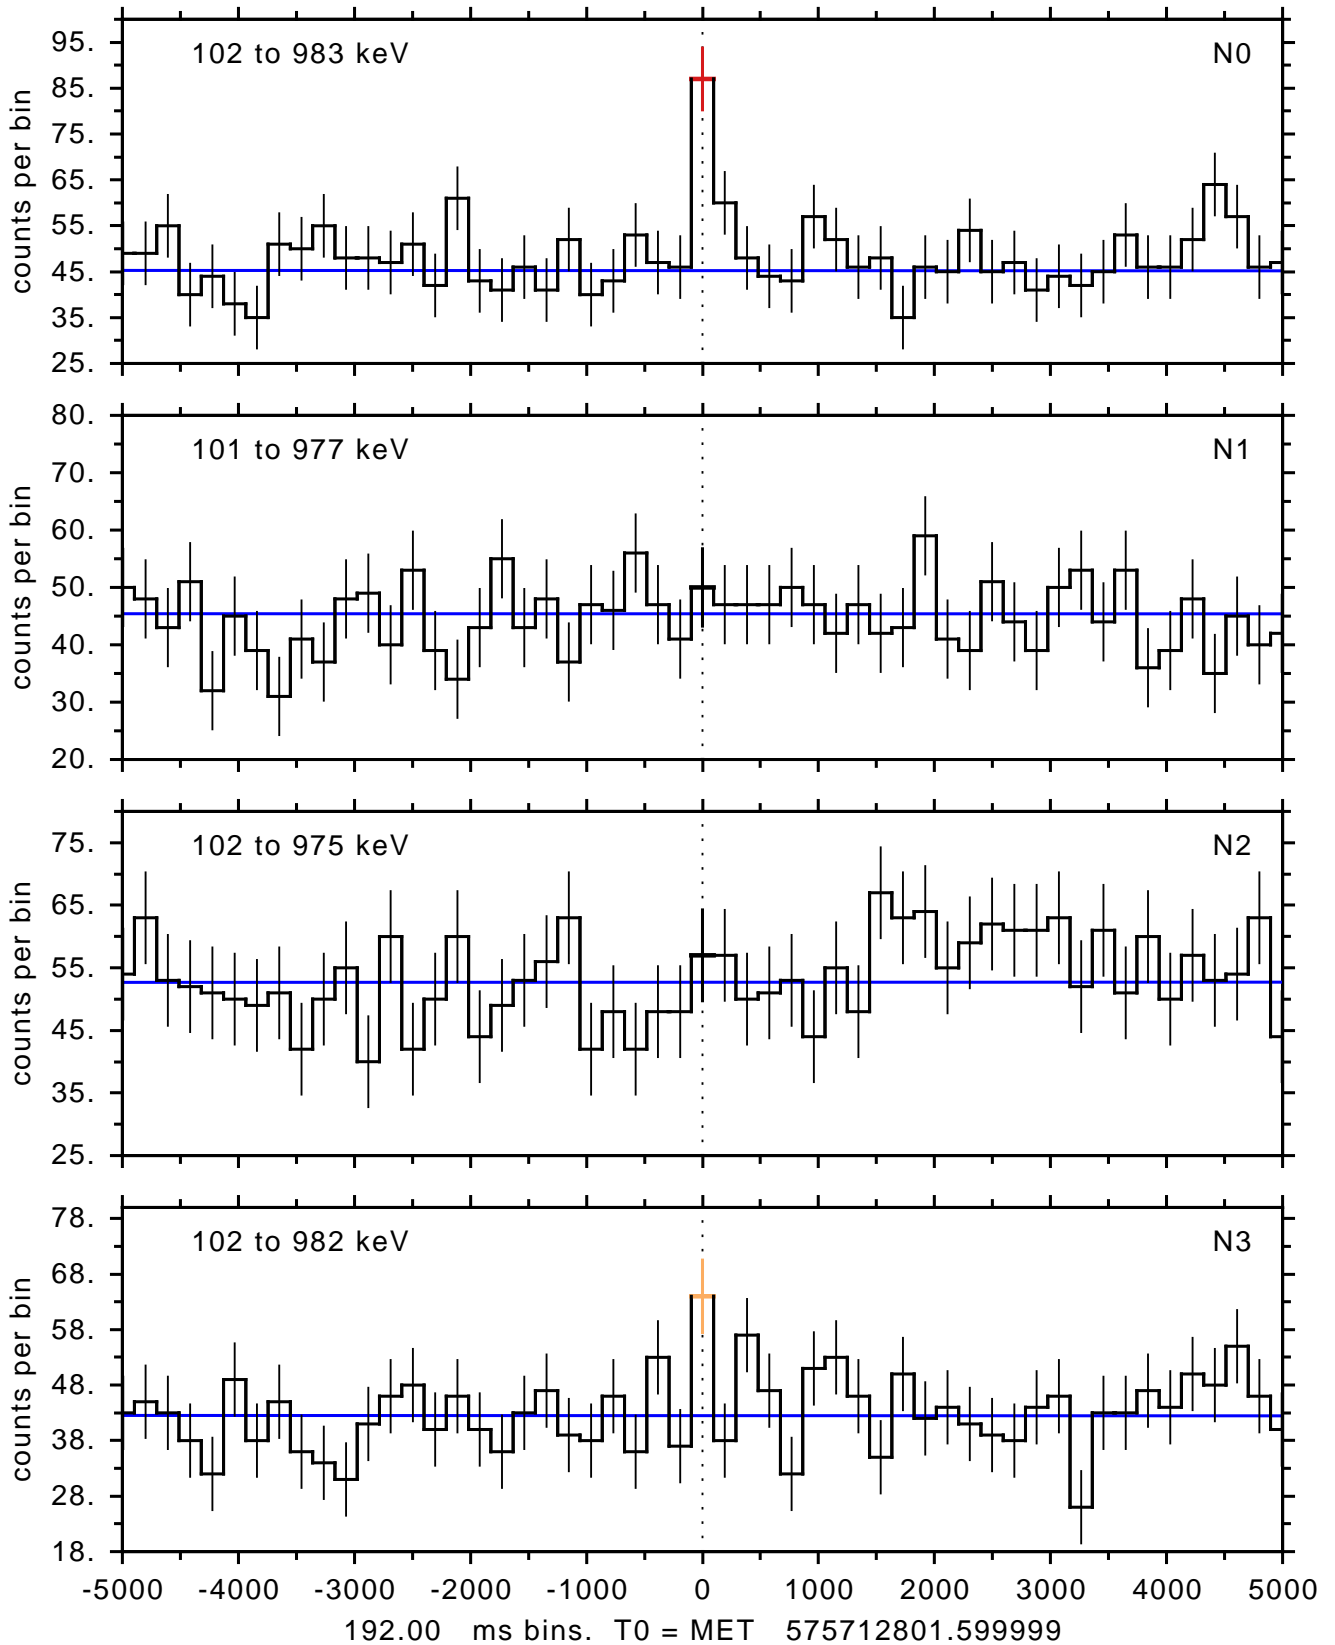 102 to 983 keV N0
95.
85.
75.
65.
55.
45.
35.
25.
counts per bin
101 to 977 keV N1
80.
70.
60.
50.
40.
30.
20.
counts per bin
102 to 975 keV N2
75.
65.
55.
45.
35.
25.
counts per bin
102 to 982 keV N3
78.
68.
58.
48.
38.
28.
18.
counts per bin
-5000 -4000 -3000 -2000 -1000 0 1000 2000 3000 4000 5000
192.00 ms bins. T0 = MET 575712801.599999